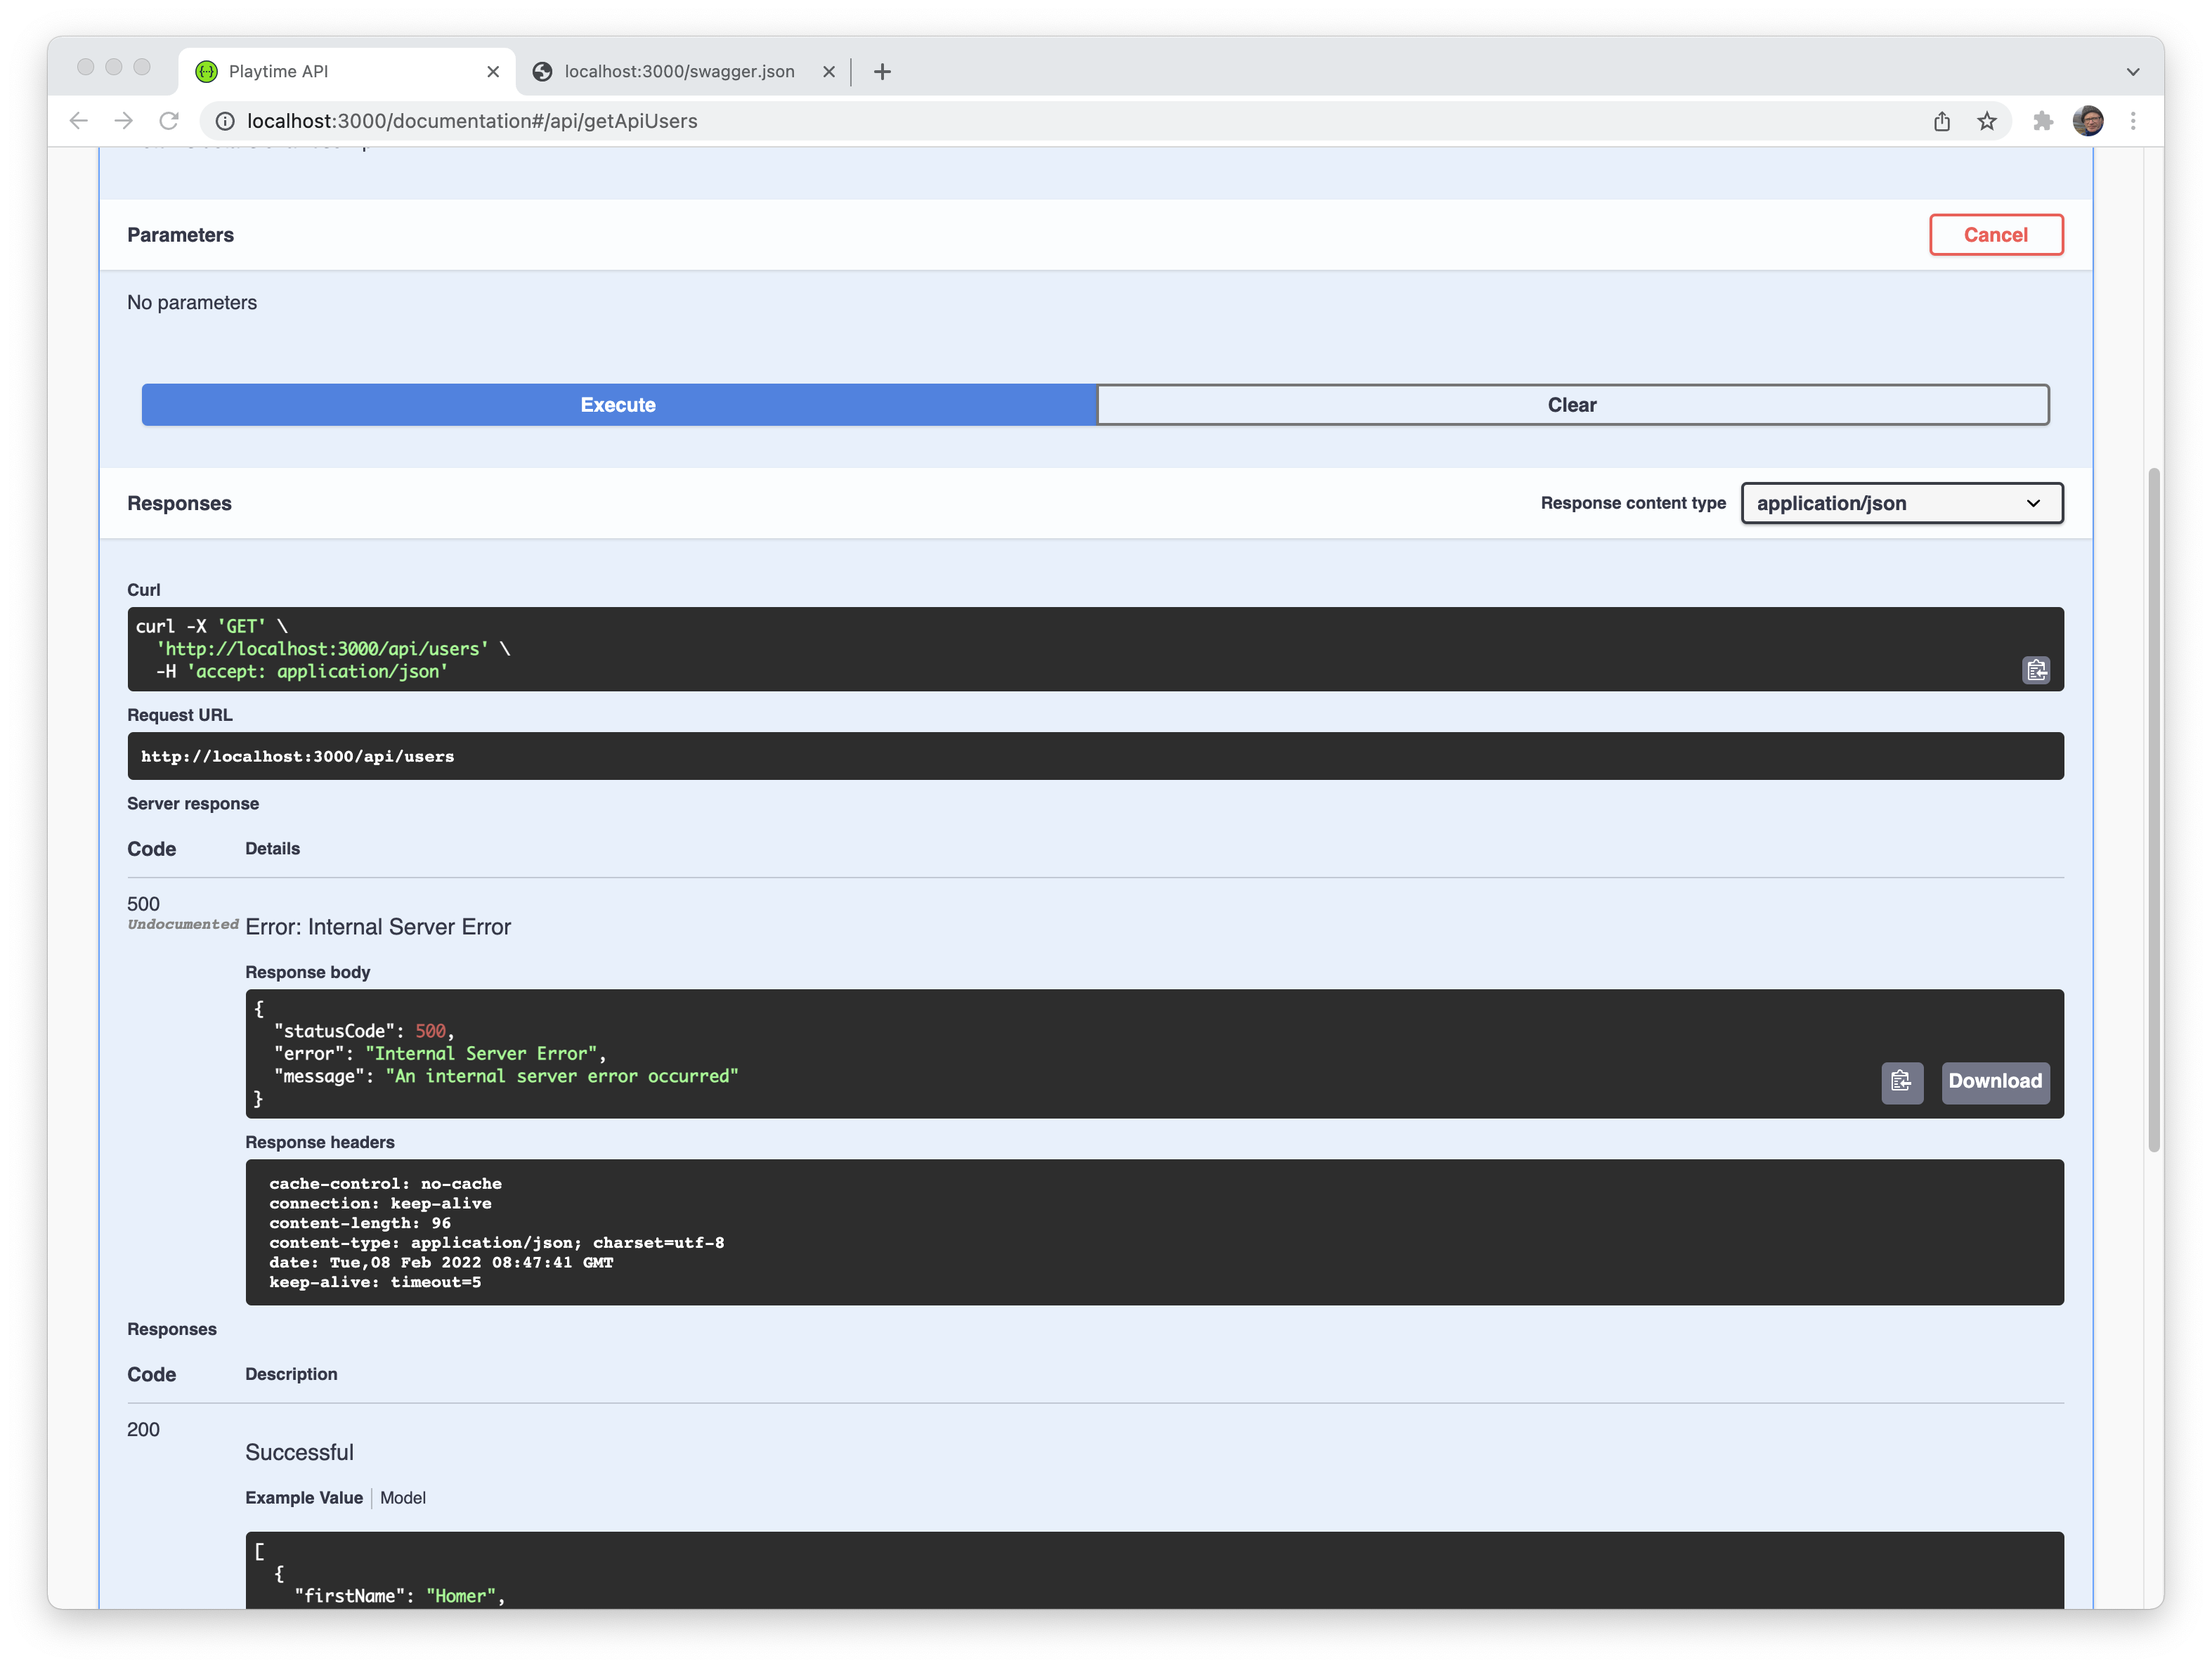 Playtime API
localhost:3000/swagger.json
localhost:3000/documentation#/api/getApiUsers
Parameters
Cancel
No parameters
Execute
Clear
Responses
Response content type
application/json
Curl
curl -X 'GET' \
'http://localhost:3000/api/users' \
-H 'accept: application/json'
Request URL
http://localhost:3000/api/users
Server response
Code
Details
500
Undocumented
Error: Internal Server Error
Response body
{
"statusCode": 500,
"error": "Internal Server Error",
"message": "An internal server error occurred"
}
Download
Response headers
cache-control: no-cache
connection: keep-alive
content-length: 96
content-type: application/json; charset=utf-8
date: Tue,08 Feb 2022 08:47:41 GMT
keep-alive: timeout=5
Responses
Code
Description
200
Successful
Example Value
Model
[
{
"firstName": "Homer",